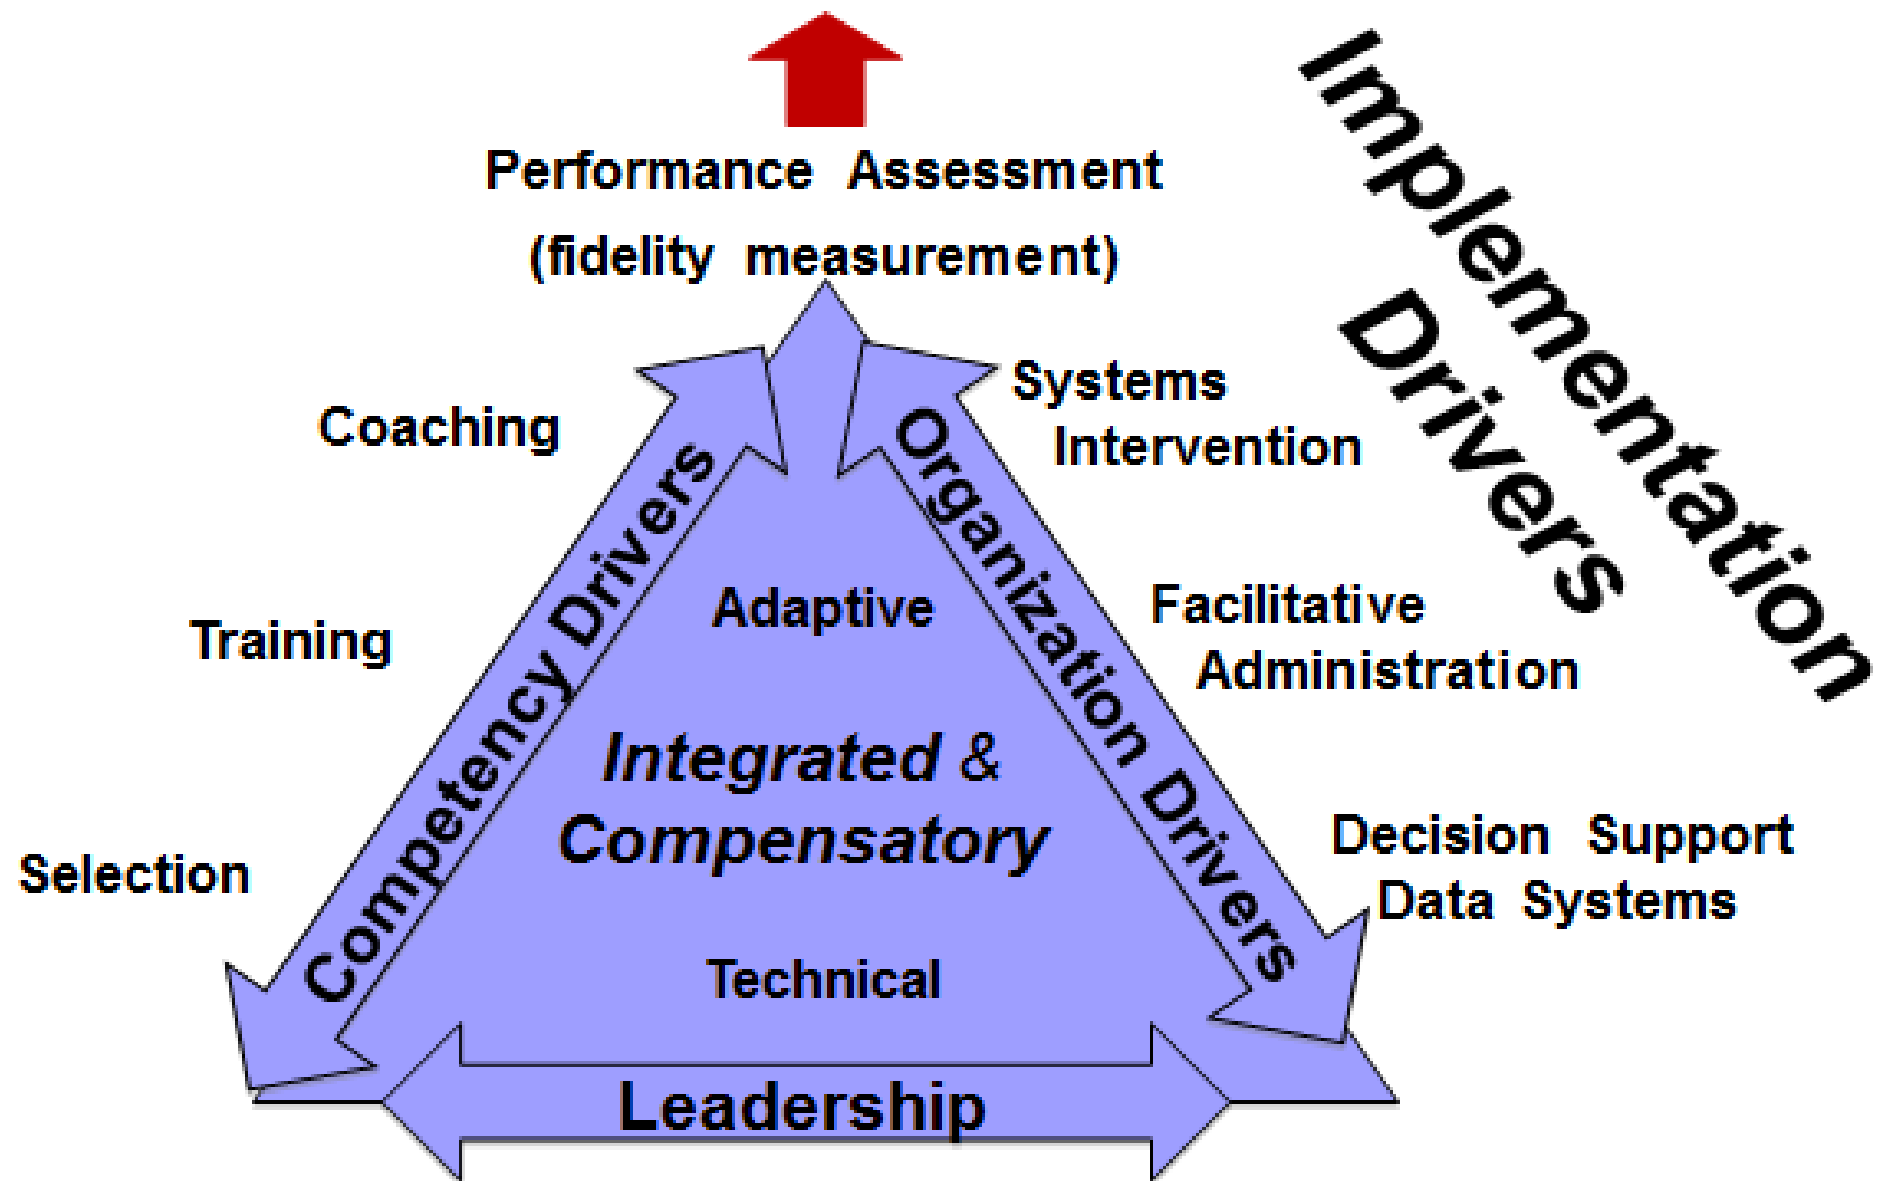 Performance Assessment
(fidelity measurement)
Implementation
Drivers
Coaching
Training
Selection
Competency Drivers
Organization Drivers
Systems
Intervention
Facilitative
Administration
Decision Support
Data Systems
Adaptive
Integrated &
Compensatory
Technical
Leadership